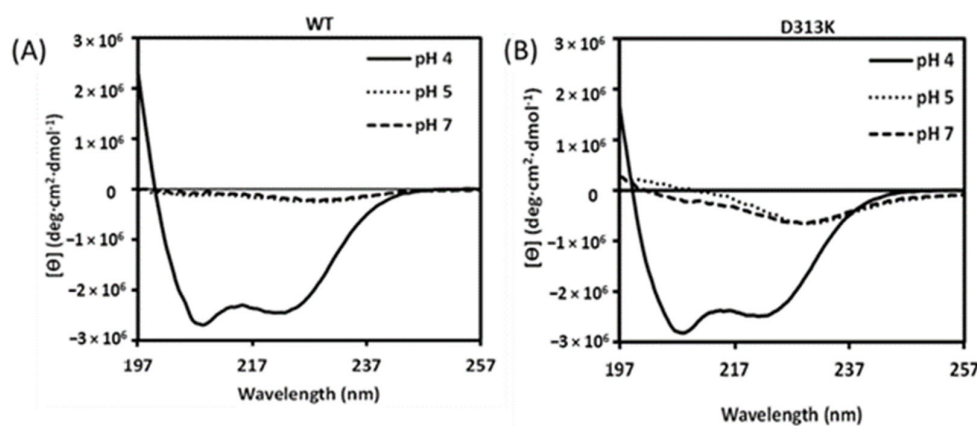 (A)
WT
3 × 10⁶
2 × 10⁶
1 × 10⁶
0
−1 × 10⁶
−2 × 10⁶
−3 × 10⁶
[Θ] (deg·cm²·dmol⁻¹)
pH 4
pH 5
pH 7
197 217 237 257
Wavelength (nm)
(B)
D313K
3 × 10⁶
2 × 10⁶
1 × 10⁶
0
−1 × 10⁶
−2 × 10⁶
−3 × 10⁶
[Θ] (deg·cm²·dmol⁻¹)
pH 4
pH 5
pH 7
197 217 237 257
Wavelength (nm)